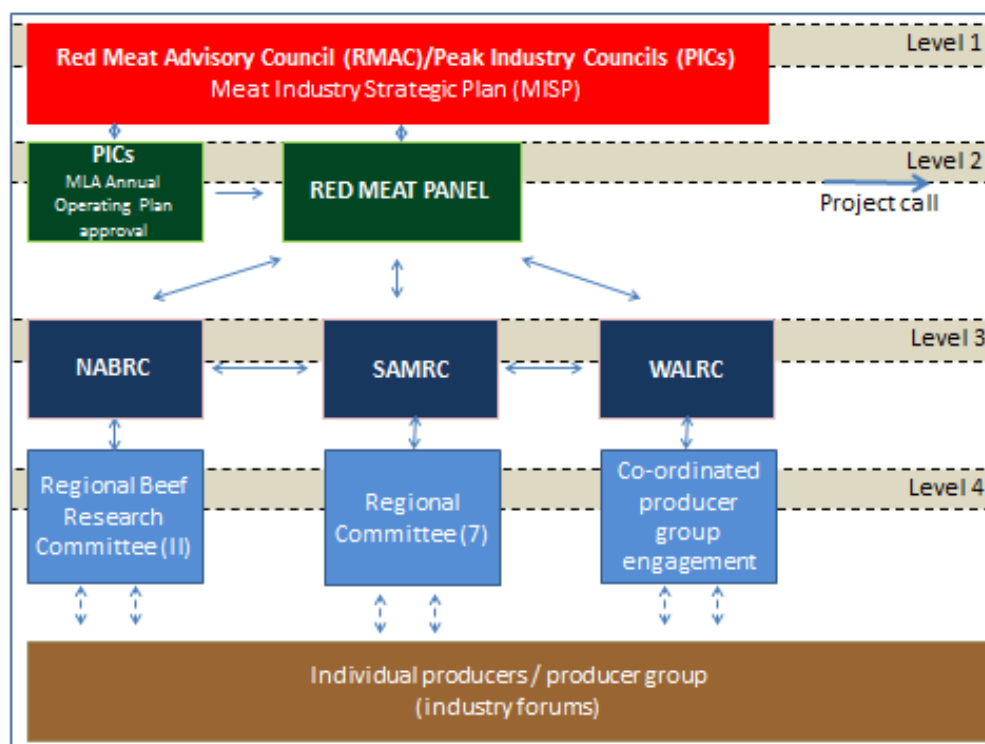 Level 1
Red Meat Advisory Council (RMAC)/Peak Industry Councils (PICs)
Meat Industry Strategic Plan (MISP)
Level 2
PICs
MLA Annual
Operating Plan
approval
RED MEAT PANEL
Project call
Level 3
NABRC
SAMRC
WALRC
Level 4
Regional Beef
Research
Committee (II)
Regional
Committee (7)
Co-ordinated
producer
group
engagement
Individual producers / producer group
(industry forums)